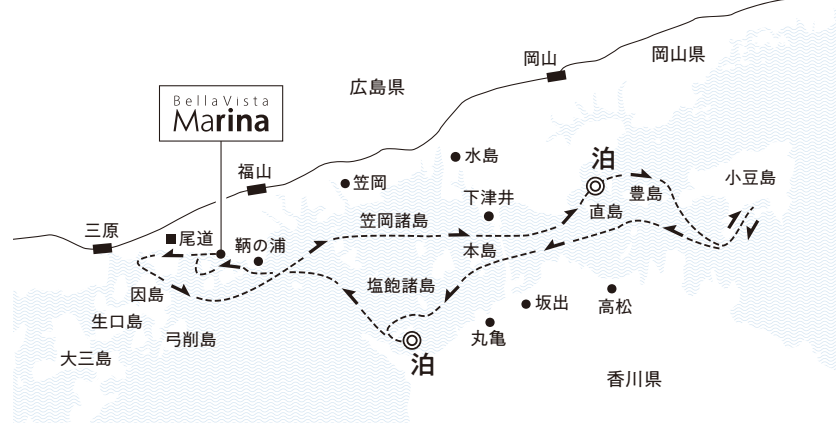 岡山
岡山県
広島県
BellaVista
Marina
水島
泊
福山
笠岡
下津井
豊島
小豆島
直島
三原
尾道
鞆の浦
笠岡諸島
本島
因島
塩飽諸島
生口島
坂出
高松
弓削島
丸亀
大三島
泊
香川県